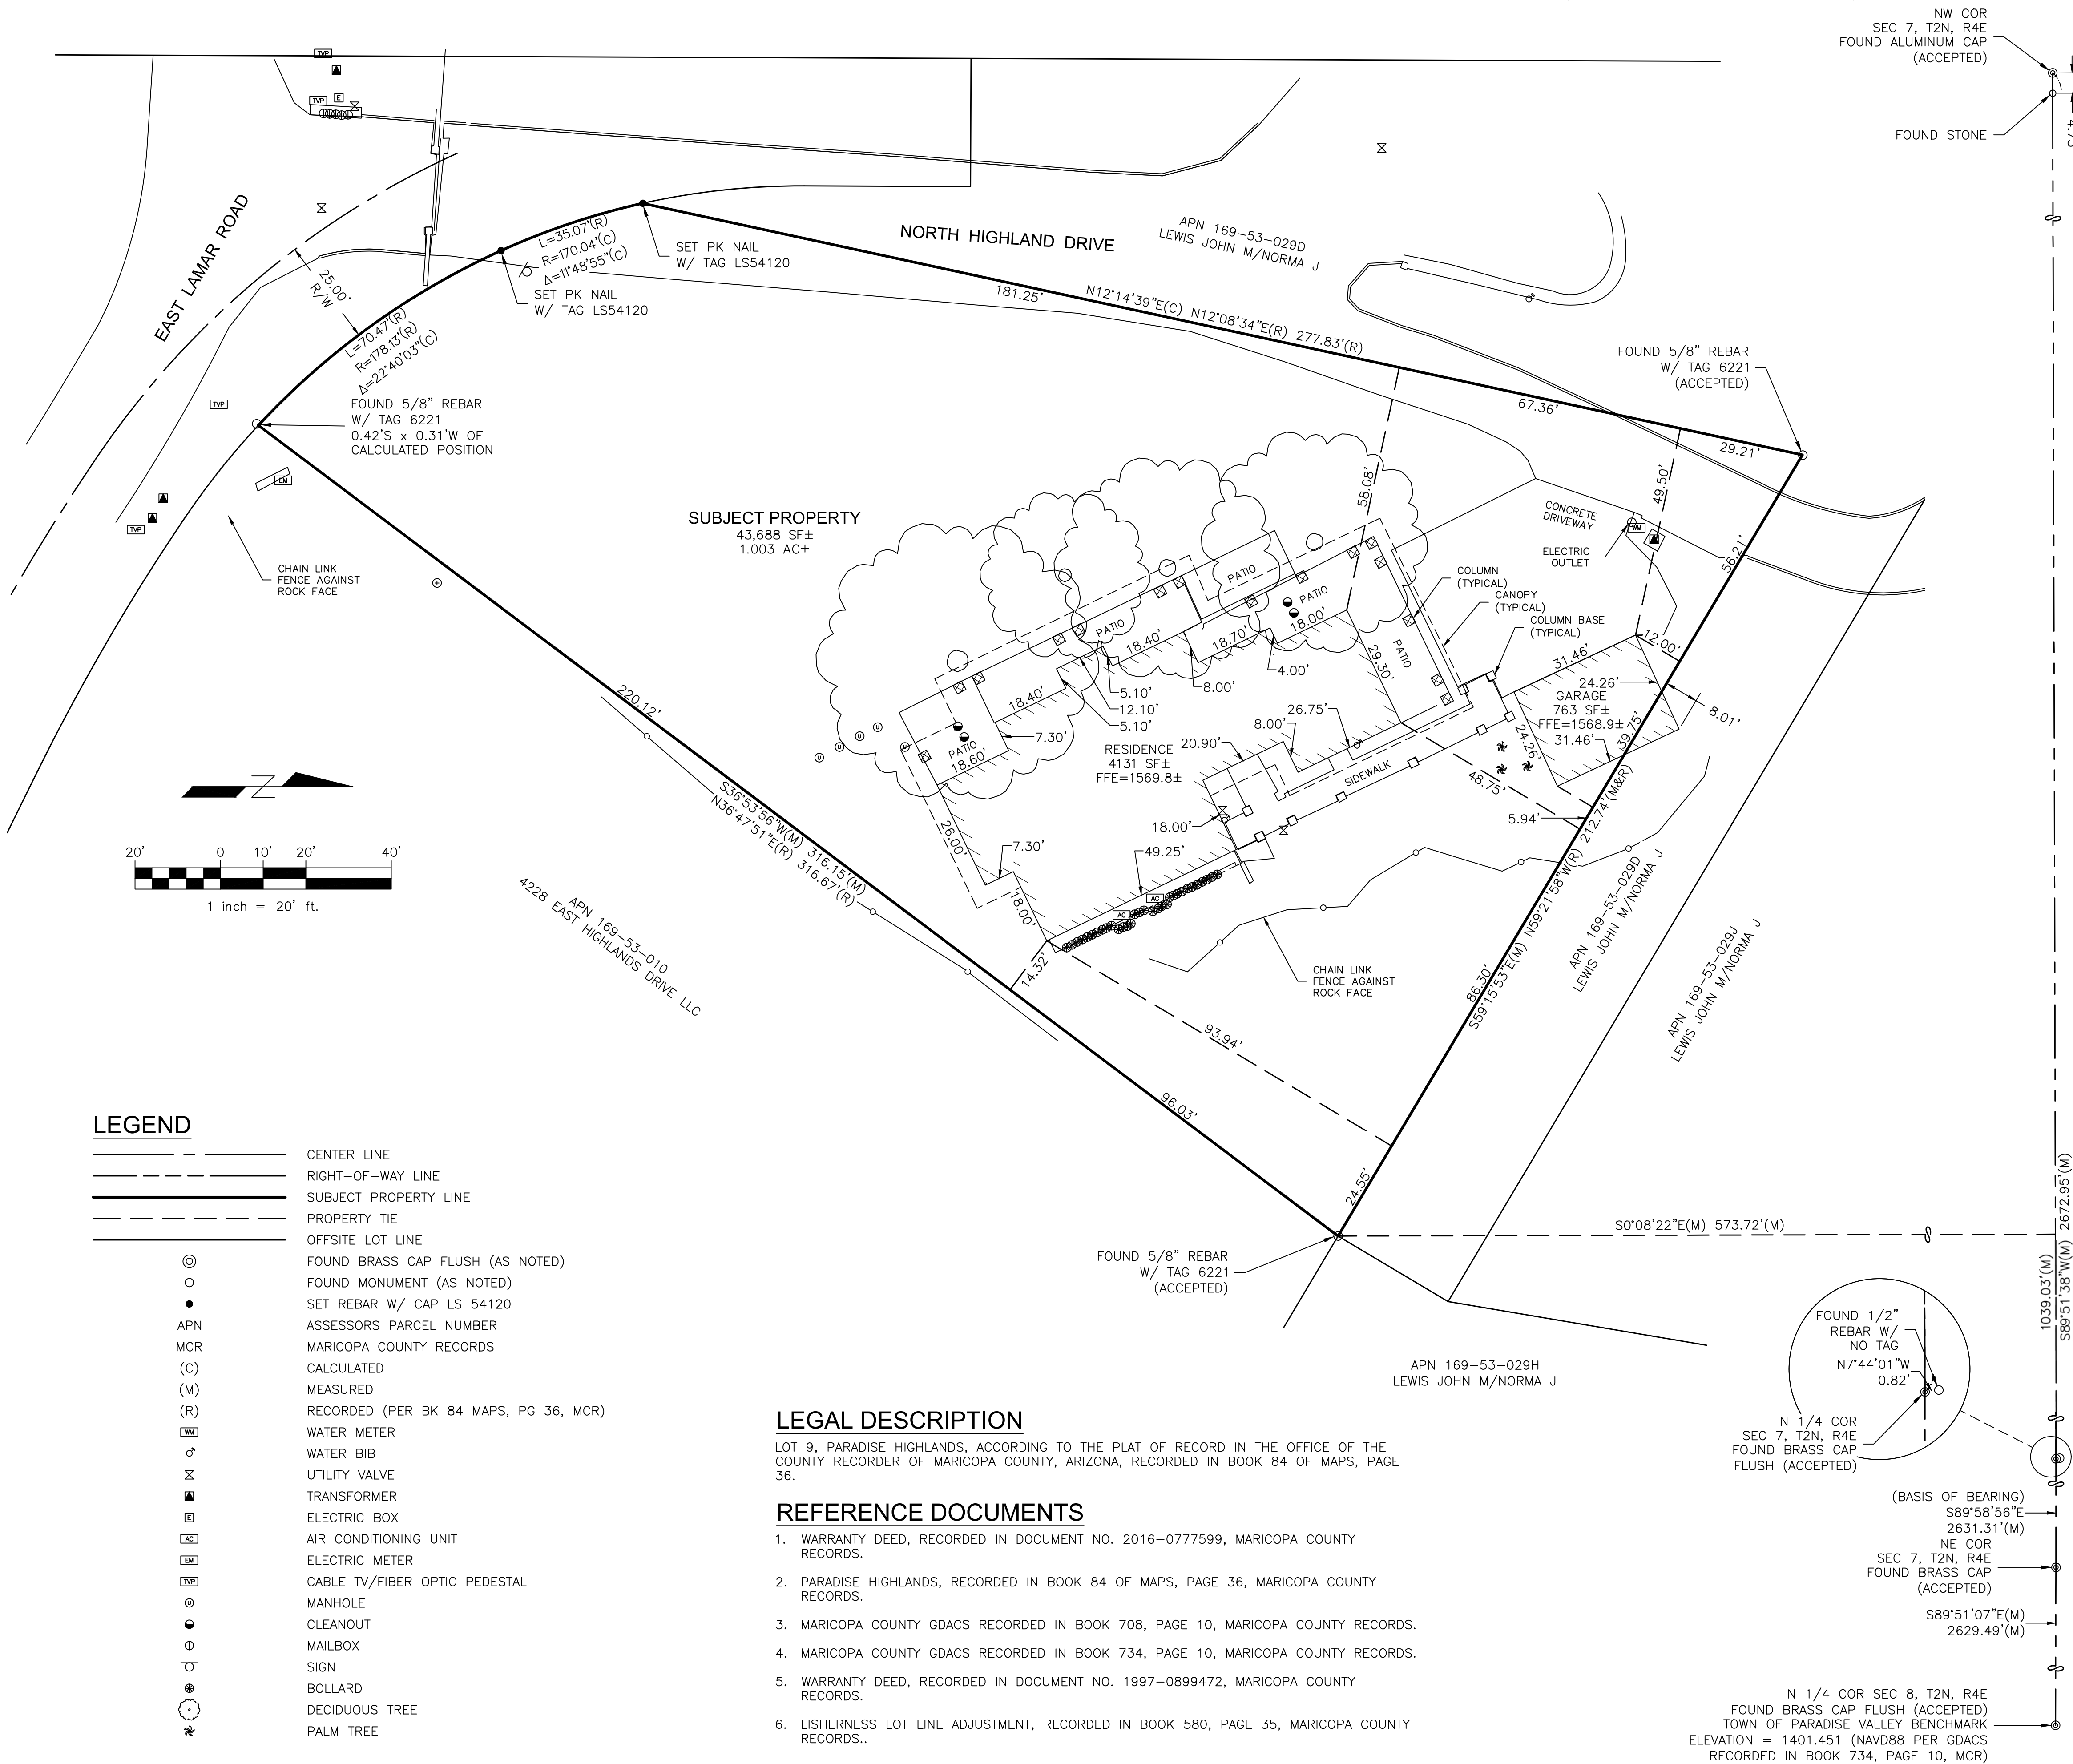 NW COR
SEC 7, T2N, R4E
FOUND ALUMINUM CAP
(ACCEPTED)
FOUND STONE
TVP
TVP
E
EAST LAMAR ROAD
25.00'
R/W
L=35.07'(R)
R=170.04'(C)
Δ=11°48'55"(C)
SET PK NAIL
W/ TAG LS54120
SET PK NAIL
W/ TAG LS54120
L=70.47'(R)
R=178.13'(R)
Δ=22°40'03"(C)
FOUND 5/8" REBAR
W/ TAG 6221
0.42'S x 0.31'W OF
CALCULATED POSITION
TVP
EM
TVP
CHAIN LINK
FENCE AGAINST
ROCK FACE
NORTH HIGHLAND DRIVE
APN 169-53-029D
LEWIS JOHN M/NORMA J
181.25'
N12°14'39"E(C) N12°08'34"E(R) 277.83'(R)
67.36'
29.21'
FOUND 5/8" REBAR
W/ TAG 6221
(ACCEPTED)
58.08'
49.50'
56.21'
SUBJECT PROPERTY
43,688 SF±
1.003 AC±
CONCRETE
DRIVEWAY
WM
ELECTRIC
OUTLET
COLUMN
(TYPICAL)
CANOPY
(TYPICAL)
COLUMN BASE
(TYPICAL)
PATIO
PATIO
PATIO
PATIO
PATIO
18.40'
18.70'
18.00'
4.00'
8.00'
5.10'
12.10'
5.10'
18.40'
7.30'
18.60'
29.30'
26.75'
8.00'
20.90'
RESIDENCE
4131 SF±
FFE=1569.8±
31.46'
12.00'
24.26'
GARAGE
763 SF±
FFE=1568.9±
31.46'
24.26'
39.75'
8.01'
SIDEWALK
48.75'
5.94'
18.00'
49.25'
26.00'
7.30'
18.00'
AC
AC
14.32'
93.94'
220.12'
S36°53'56"W(M) 316.15'(M)
N36°47'51"E(R) 316.67'(R)
96.03'
APN 169-53-010
4228 EAST HIGHLANDS DRIVE LLC
CHAIN LINK
FENCE AGAINST
ROCK FACE
86.30'
S59°15'53"E(M) N59°21'58"W(R) 212.74'(M&R)
24.55'
APN 169-53-029D
LEWIS JOHN M/NORMA J
APN 169-53-029J
LEWIS JOHN M/NORMA J
20' 0 10' 20' 40'
1 inch = 20' ft.
FOUND 5/8" REBAR
W/ TAG 6221
(ACCEPTED)
S0°08'22"E(M) 573.72'(M)
1039.03'(M)
S89°51'38"W(M) 2672.95'(M)
APN 169-53-029H
LEWIS JOHN M/NORMA J
FOUND 1/2"
REBAR W/
NO TAG
N7°44'01"W
0.82'
N 1/4 COR
SEC 7, T2N, R4E
FOUND BRASS CAP
FLUSH (ACCEPTED)
(BASIS OF BEARING)
S89°58'56"E
2631.31'(M)
NE COR
SEC 7, T2N, R4E
FOUND BRASS CAP
(ACCEPTED)
S89°51'07"E(M)
2629.49'(M)
N 1/4 COR SEC 8, T2N, R4E
FOUND BRASS CAP FLUSH (ACCEPTED)
TOWN OF PARADISE VALLEY BENCHMARK
ELEVATION = 1401.451 (NAVD88 PER GDACS
RECORDED IN BOOK 734, PAGE 10, MCR)
LEGEND
CENTER LINE
RIGHT-OF-WAY LINE
SUBJECT PROPERTY LINE
PROPERTY TIE
OFFSITE LOT LINE
FOUND BRASS CAP FLUSH (AS NOTED)
FOUND MONUMENT (AS NOTED)
SET REBAR W/ CAP LS 54120
APN ASSESSORS PARCEL NUMBER
MCR MARICOPA COUNTY RECORDS
(C) CALCULATED
(M) MEASURED
(R) RECORDED (PER BK 84 MAPS, PG 36, MCR)
WM WATER METER
WATER BIB
UTILITY VALVE
TRANSFORMER
E ELECTRIC BOX
AC AIR CONDITIONING UNIT
EM ELECTRIC METER
TVP CABLE TV/FIBER OPTIC PEDESTAL
U MANHOLE
CLEANOUT
MAILBOX
SIGN
BOLLARD
DECIDUOUS TREE
PALM TREE
LEGAL DESCRIPTION
LOT 9, PARADISE HIGHLANDS, ACCORDING TO THE PLAT OF RECORD IN THE OFFICE OF THE
COUNTY RECORDER OF MARICOPA COUNTY, ARIZONA, RECORDED IN BOOK 84 OF MAPS, PAGE
36.
REFERENCE DOCUMENTS
1. WARRANTY DEED, RECORDED IN DOCUMENT NO. 2016-0777599, MARICOPA COUNTY
RECORDS.
2. PARADISE HIGHLANDS, RECORDED IN BOOK 84 OF MAPS, PAGE 36, MARICOPA COUNTY
RECORDS.
3. MARICOPA COUNTY GDACS RECORDED IN BOOK 708, PAGE 10, MARICOPA COUNTY RECORDS.
4. MARICOPA COUNTY GDACS RECORDED IN BOOK 734, PAGE 10, MARICOPA COUNTY RECORDS.
5. WARRANTY DEED, RECORDED IN DOCUMENT NO. 1997-0899472, MARICOPA COUNTY
RECORDS.
6. LISHERNESS LOT LINE ADJUSTMENT, RECORDED IN BOOK 580, PAGE 35, MARICOPA COUNTY
RECORDS..